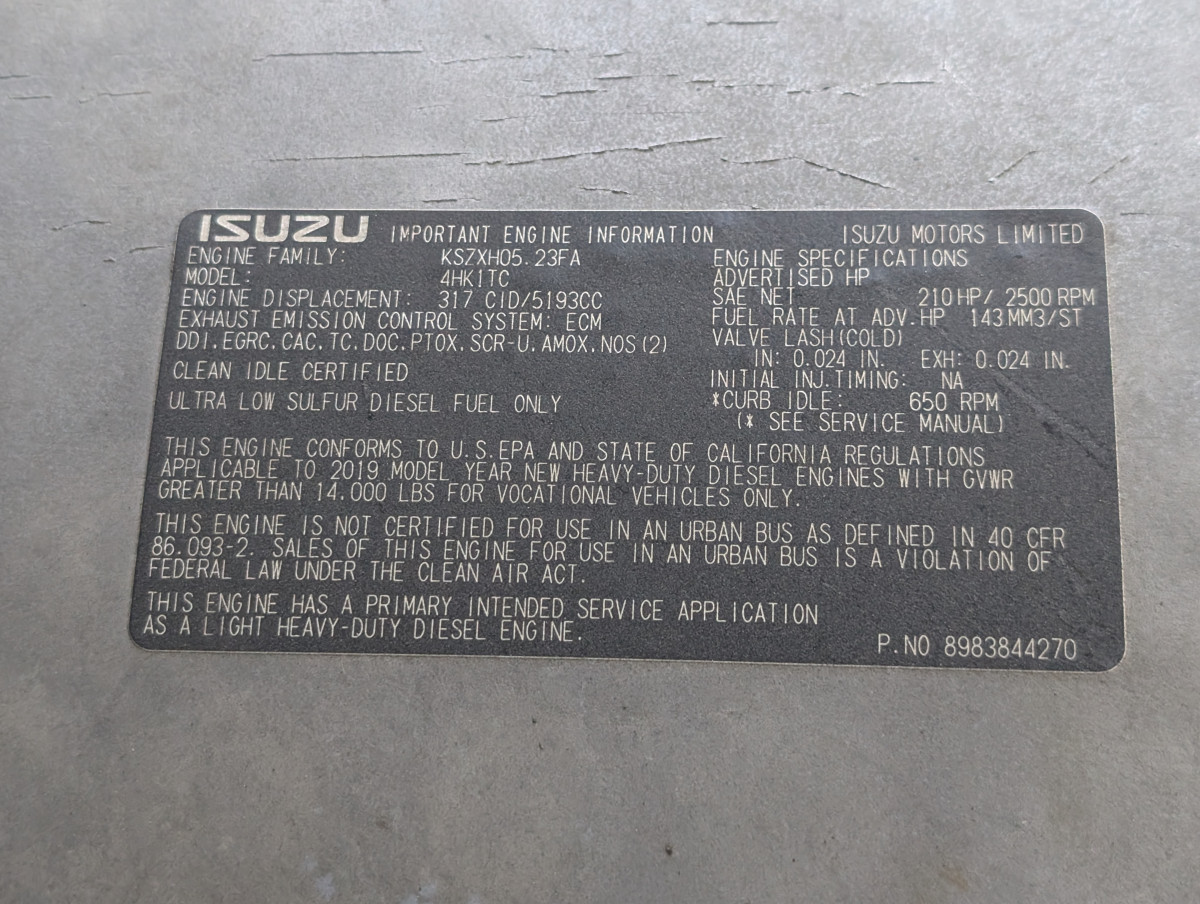 ISUZU IMPORTANT ENGINE INFORMATION ISUZU MOTORS LIMITED
ENGINE FAMILY: KSZXH05.23FA
MODEL: 4HK1TC
ENGINE DISPLACEMENT: 317 CID/5193CC
EXHAUST EMISSION CONTROL SYSTEM: ECM
DDI.EGRC.CAC.TC.DOC.PTOX.SCR-U.AMOX.NOS(2)
CLEAN IDLE CERTIFIED
ULTRA LOW SULFUR DIESEL FUEL ONLY
ENGINE SPECIFICATIONS
ADVERTISED HP
SAE NET 210HP/ 2500RPM
FUEL RATE AT ADV.HP 143MM3/ST
VALVE LASH(COLD)
IN: 0.024 IN. EXH: 0.024 IN.
INITIAL INJ.TIMING: NA
*CURB IDLE: 650 RPM
(* SEE SERVICE MANUAL)
THIS ENGINE CONFORMS TO U.S.EPA AND STATE OF CALIFORNIA REGULATIONS
APPLICABLE TO 2019 MODEL YEAR NEW HEAVY-DUTY DIESEL ENGINES WITH GVWR
GREATER THAN 14.000 LBS FOR VOCATIONAL VEHICLES ONLY.
THIS ENGINE IS NOT CERTIFIED FOR USE IN AN URBAN BUS AS DEFINED IN 40 CFR
86.093-2. SALES OF THIS ENGINE FOR USE IN AN URBAN BUS IS A VIOLATION OF
FEDERAL LAW UNDER THE CLEAN AIR ACT.
THIS ENGINE HAS A PRIMARY INTENDED SERVICE APPLICATION
AS A LIGHT HEAVY-DUTY DIESEL ENGINE.
P.NO 8983844270